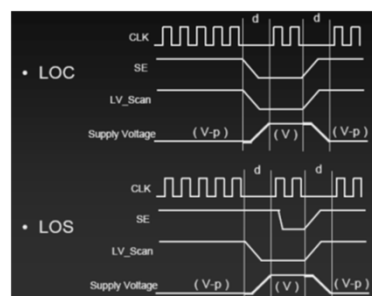 d d
CLK
SE
• LOC
LV_Scan
Supply Voltage (V-p) (V) (V-p)
d d
CLK
SE
• LOS
LV_Scan
Supply Voltage (V-p) (V) (V-p)